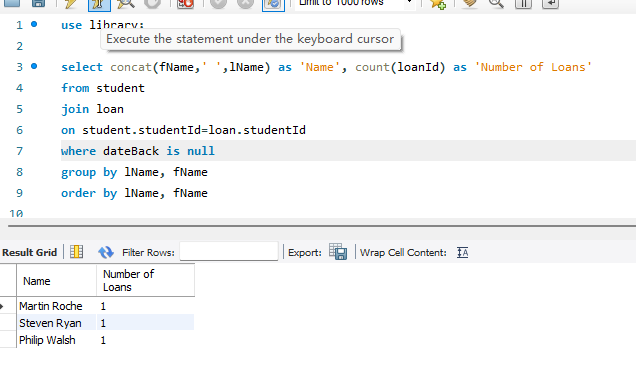 Limit to 1000 rows
1 use library;
Execute the statement under the keyboard cursor
2
3 select concat(fName,' ',lName) as 'Name', count(loanId) as 'Number of Loans'
4 from student
5 join loan
6 on student.studentId=loan.studentId
7 where dateBack is null
8 group by lName, fName
9 order by lName, fName
10
Result Grid Filter Rows: Export: Wrap Cell Content: IA
Name Number of
Loans
Martin Roche 1
Steven Ryan 1
Philip Walsh 1